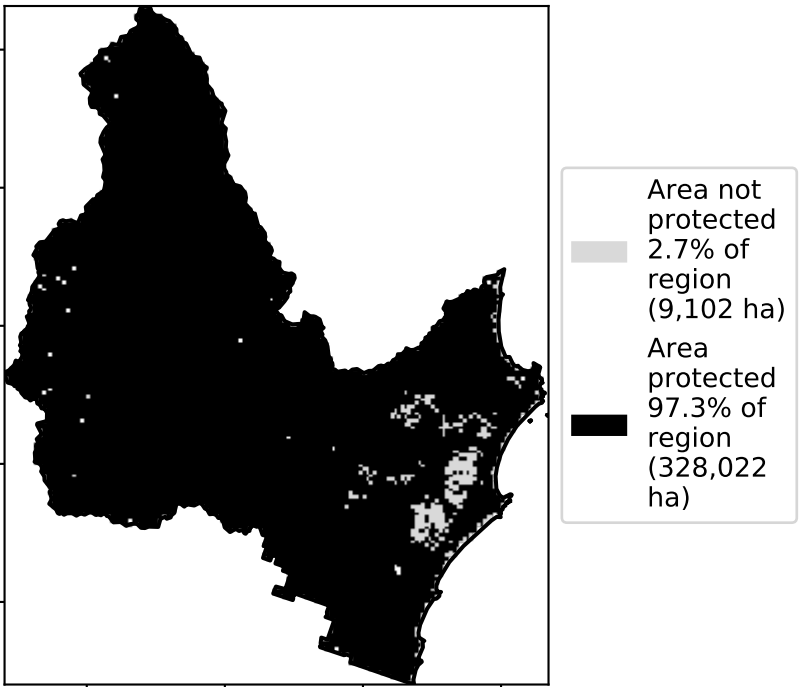 Area not
protected
2.7% of
region
(9,102 ha)
Area
protected
97.3% of
region
(328,022
ha)